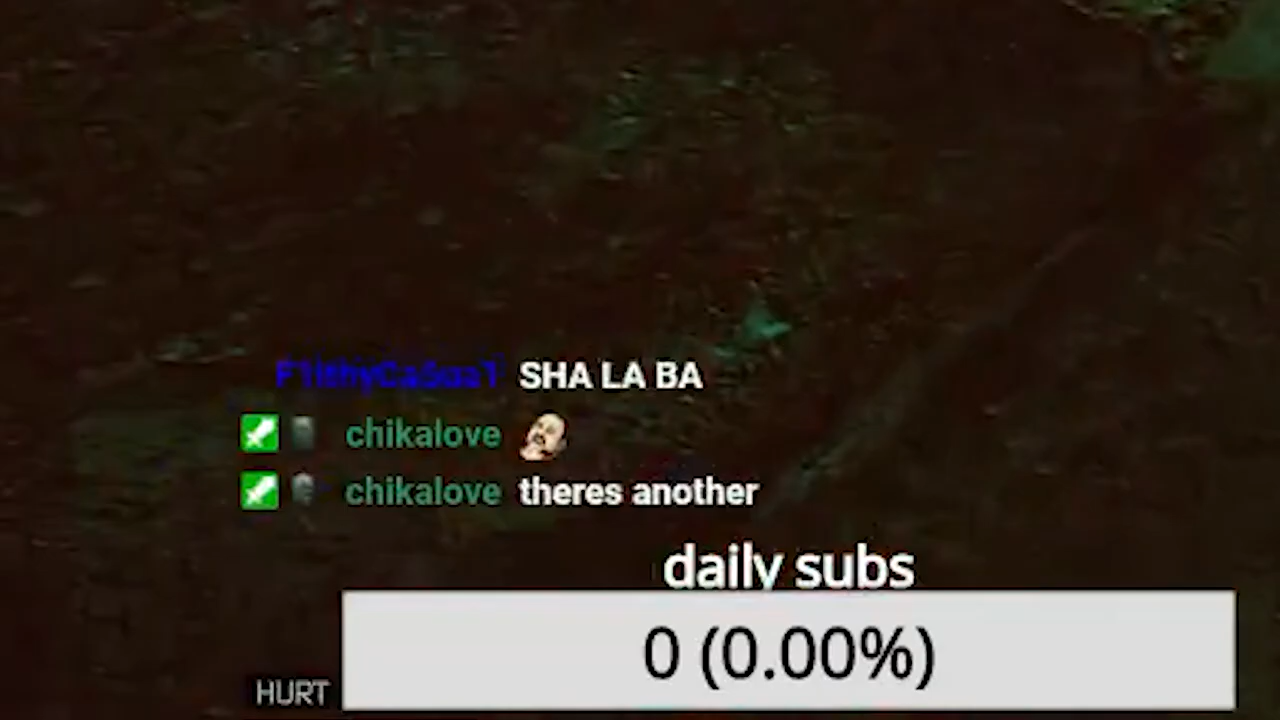 SHA LA BA
chikalove
chikalove theres another
daily subs
0 (0.00%)
HURT